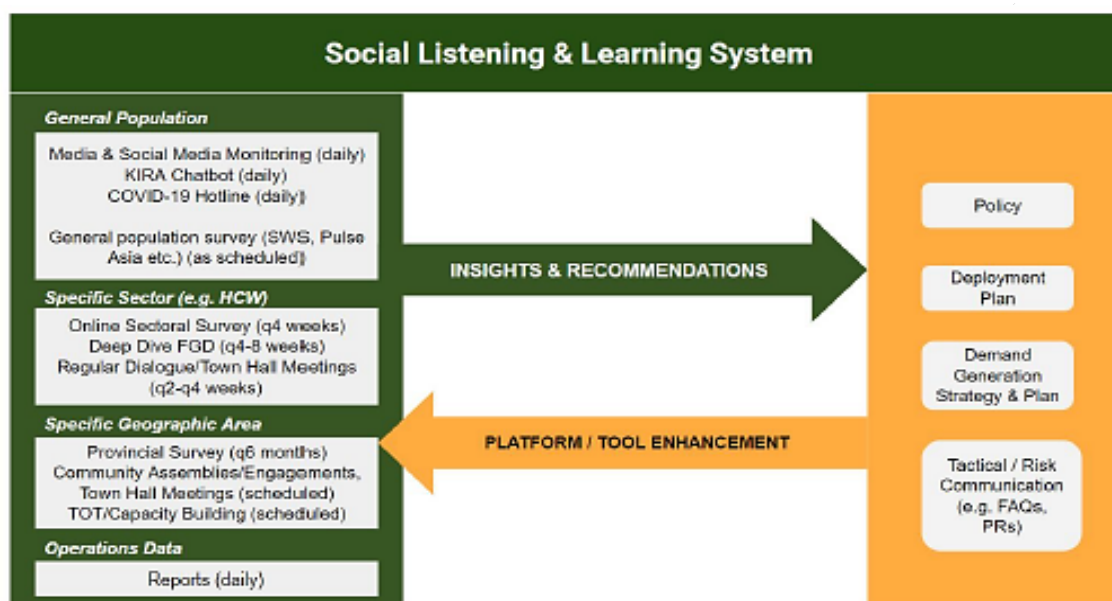 Social Listening & Learning System
General Population
Media & Social Media Monitoring (daily)
KIRA Chatbot (daily)
COVID-19 Hotline (daily)
General population survey (SWS, Pulse
Asia etc.) (as scheduled)
Specific Sector (e.g. HCW)
Online Sectoral Survey (q4 weeks)
Deep Dive FGD (q4-8 weeks)
Regular Dialogue/Town Hall Meetings
(q2-q4 weeks)
Specific Geographic Area
Provincial Survey (q6 months)
Community Assemblies/Engagements,
Town Hall Meetings (scheduled)
TOT/Capacity Building (scheduled)
Operations Data
Reports (daily)
INSIGHTS & RECOMMENDATIONS
PLATFORM / TOOL ENHANCEMENT
Policy
Deployment
Plan
Demand
Generation
Strategy & Plan
Tactical / Risk
Communication
(e.g. FAQs,
PRs)